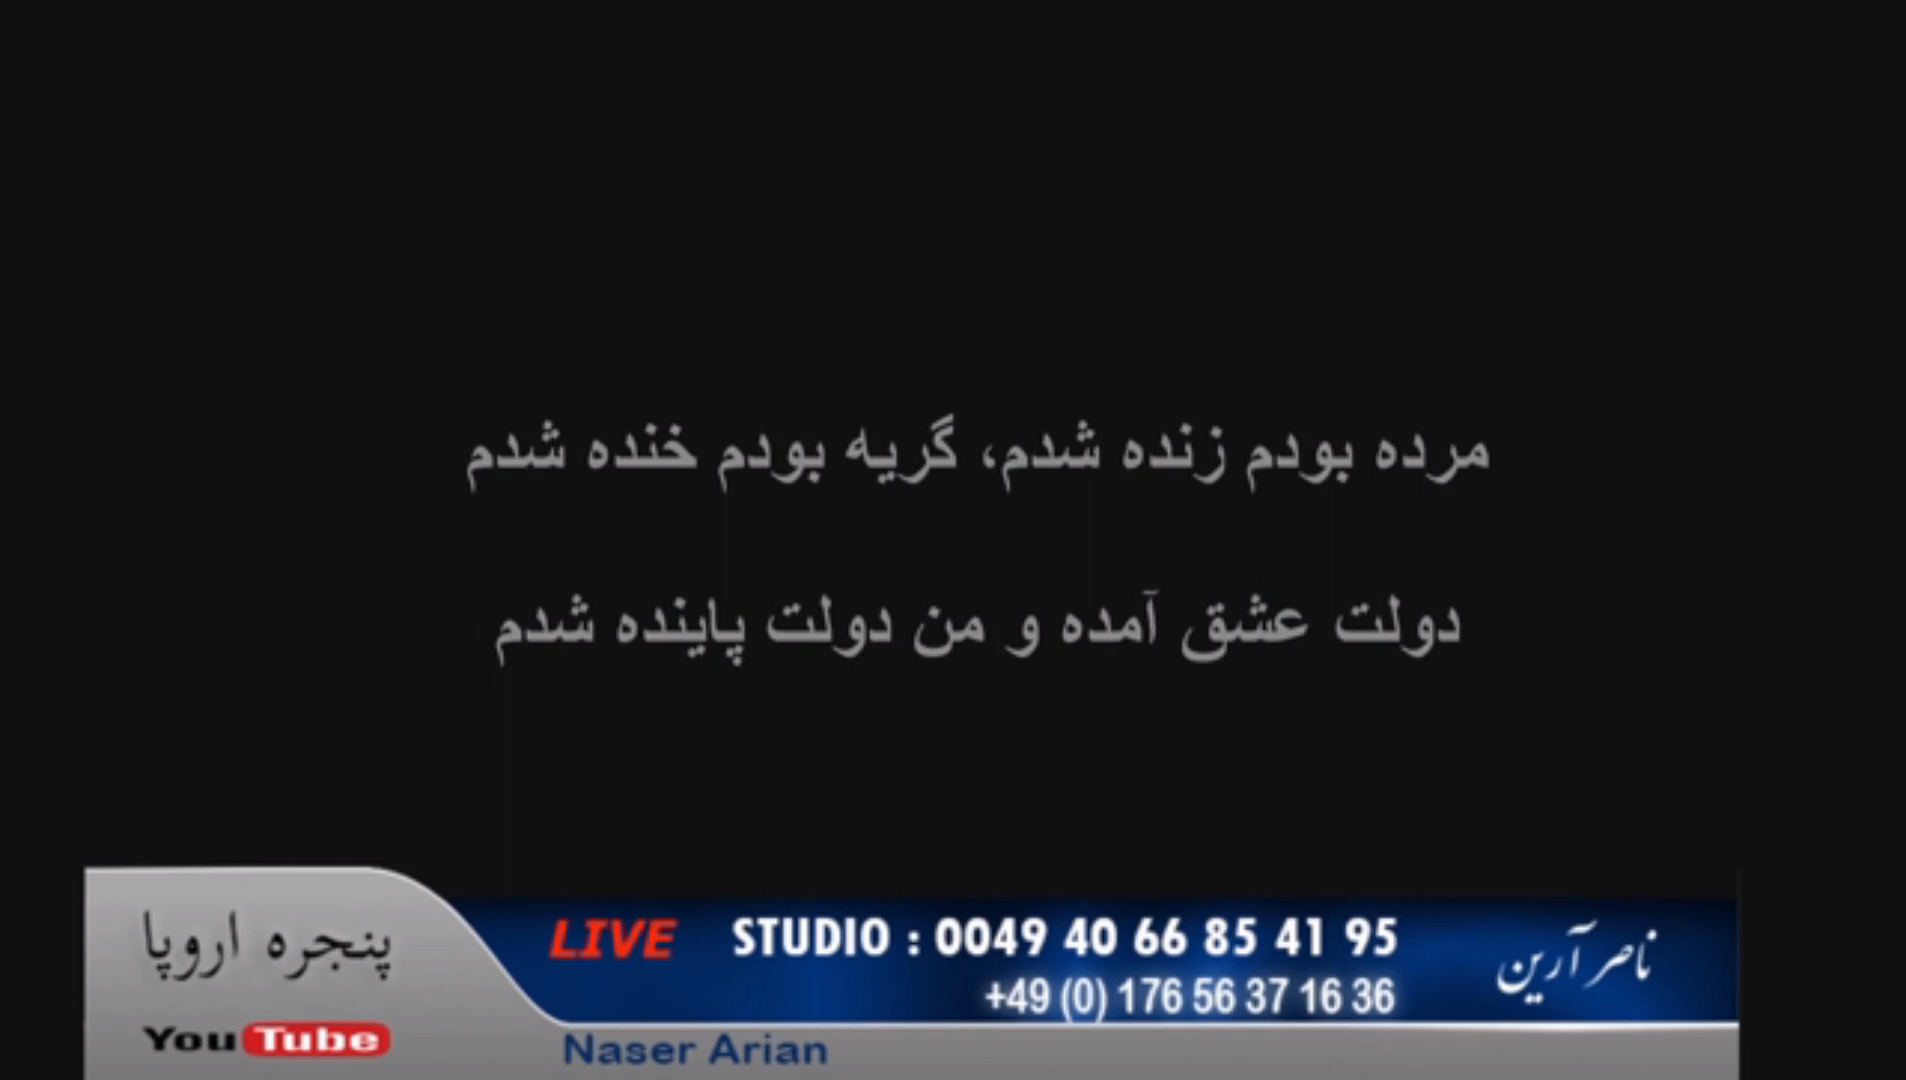 مرده بودم زنده شدم، گریه بودم خنده شدم
دولت عشق آمده و من دولت پاینده شدم
پنجره اروپا
YouTube
LIVE STUDIO : 0049 40 66 85 41 95
+49 (0) 176 56 37 16 36
ناصر آرین
Naser Arian